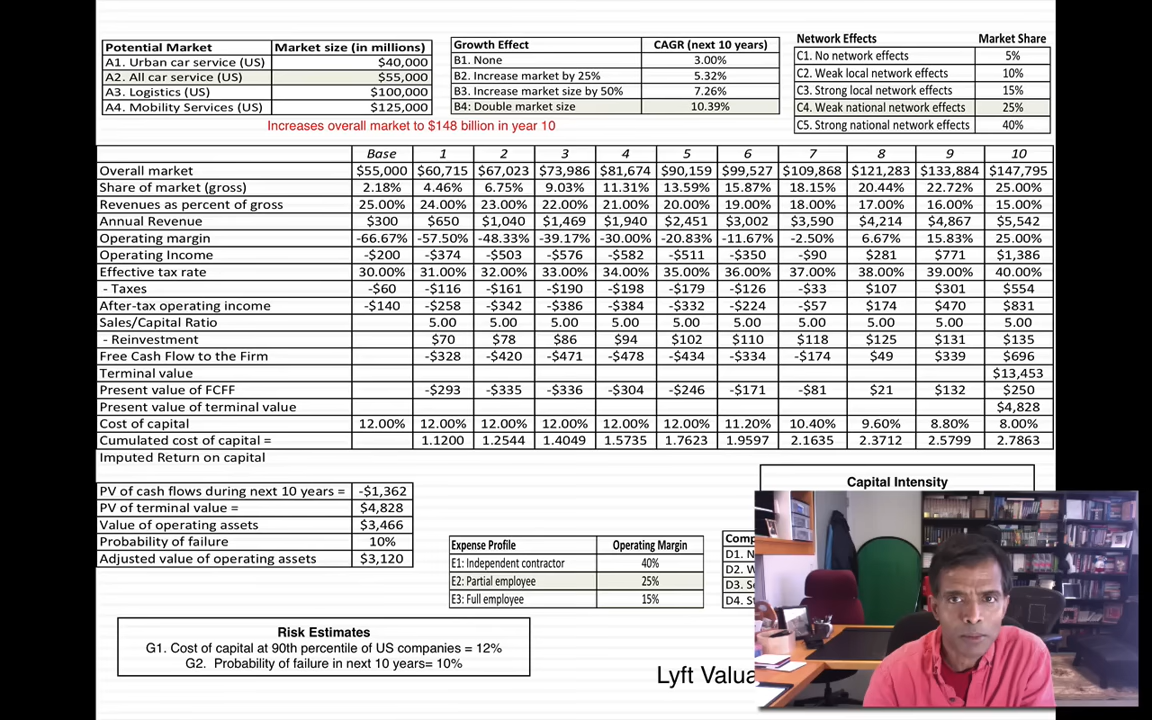 Potential Market Market size (in millions)
A1. Urban car service (US) $40,000
A2. All car service (US) $55,000
A3. Logistics (US) $100,000
A4. Mobility Services (US) $125,000
Increases overall market to $148 billion in year 10
Growth Effect CAGR (next 10 years)
B1. None 3.00%
B2. Increase market by 25% 5.32%
B3. Increase market size by 50% 7.26%
B4: Double market size 10.39%
Network Effects Market Share
C1. No network effects 5%
C2. Weak local network effects 10%
C3. Strong local network effects 15%
C4. Weak national network effects 25%
C5. Strong national network effects 40%
Base 1 2 3 4 5 6 7 8 9 10
Overall market $55,000 $60,715 $67,023 $73,986 $81,674 $90,159 $99,527 $109,868 $121,283 $133,884 $147,795
Share of market (gross) 2.18% 4.46% 6.75% 9.03% 11.31% 13.59% 15.87% 18.15% 20.44% 22.72% 25.00%
Revenues as percent of gross 25.00% 24.00% 23.00% 22.00% 21.00% 20.00% 19.00% 18.00% 17.00% 16.00% 15.00%
Annual Revenue $300 $650 $1,040 $1,469 $1,940 $2,451 $3,002 $3,590 $4,214 $4,867 $5,542
Operating margin -66.67% -57.50% -48.33% -39.17% -30.00% -20.83% -11.67% -2.50% 6.67% 15.83% 25.00%
Operating Income -$200 -$374 -$503 -$576 -$582 -$511 -$350 -$90 $281 $771 $1,386
Effective tax rate 30.00% 31.00% 32.00% 33.00% 34.00% 35.00% 36.00% 37.00% 38.00% 39.00% 40.00%
- Taxes -$60 -$116 -$161 -$190 -$198 -$179 -$126 -$33 $107 $301 $554
After-tax operating income -$140 -$258 -$342 -$386 -$384 -$332 -$224 -$57 $174 $470 $831
Sales/Capital Ratio 5.00 5.00 5.00 5.00 5.00 5.00 5.00 5.00 5.00 5.00
- Reinvestment $70 $78 $86 $94 $102 $110 $118 $125 $131 $135
Free Cash Flow to the Firm -$328 -$420 -$471 -$478 -$434 -$334 -$174 $49 $339 $696
Terminal value $13,453
Present value of FCFF -$293 -$335 -$336 -$304 -$246 -$171 -$81 $21 $132 $250
Present value of terminal value $4,828
Cost of capital 12.00% 12.00% 12.00% 12.00% 12.00% 12.00% 11.20% 10.40% 9.60% 8.80% 8.00%
Cumulated cost of capital = 1.1200 1.2544 1.4049 1.5735 1.7623 1.9597 2.1635 2.3712 2.5799 2.7863
Imputed Return on capital
PV of cash flows during next 10 years = -$1,362
PV of terminal value = $4,828
Value of operating assets $3,466
Probability of failure 10%
Adjusted value of operating assets $3,120
Capital Intensity
Expense Profile Operating Margin
E1: Independent contractor 40%
E2: Partial employee 25%
E3: Full employee 15%
Comp
D1. N
D2. W
D3. S
D4. S
Risk Estimates
G1. Cost of capital at 90th percentile of US companies = 12%
G2. Probability of failure in next 10 years= 10%
Lyft Valua